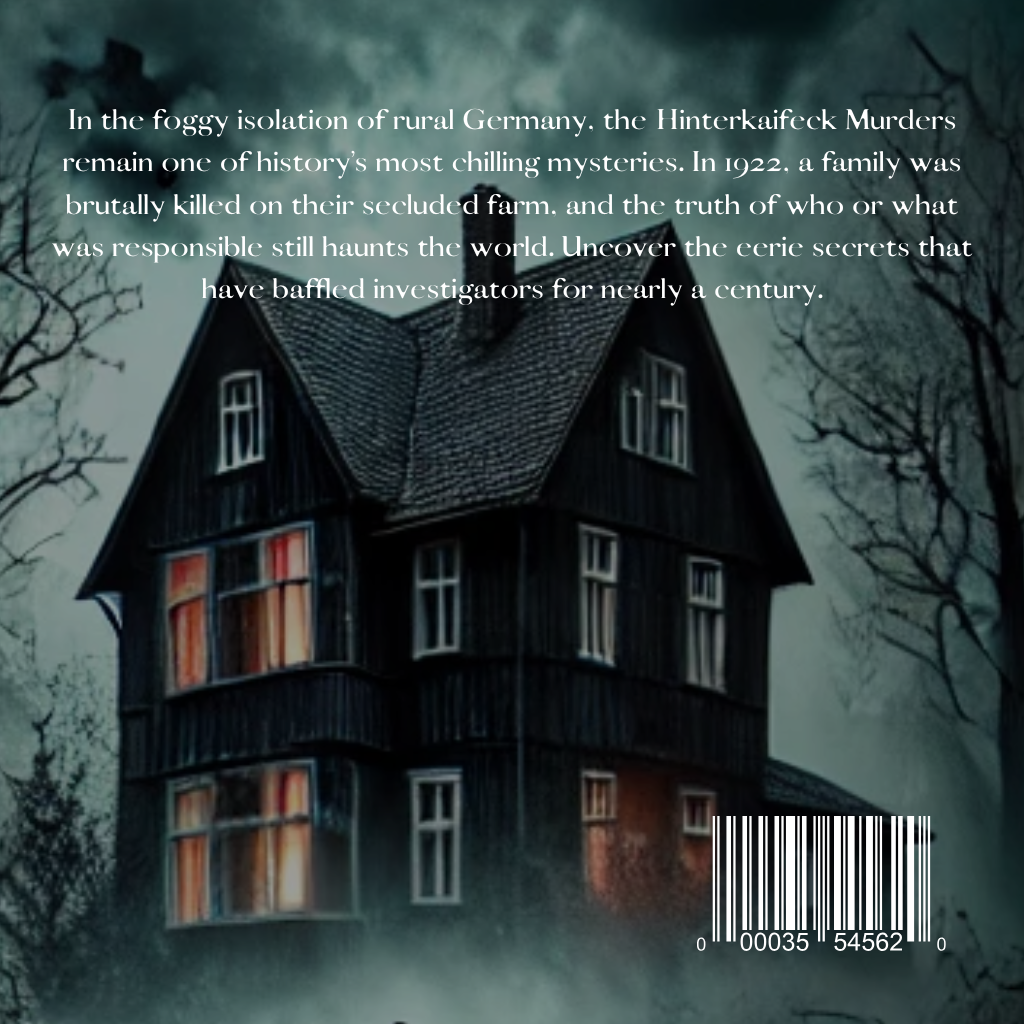 In the foggy isolation of rural Germany, the Hinterkaifeck Murders
remain one of history's most chilling mysteries. In 1922, a family was
brutally killed on their secluded farm, and the truth of who or what
was responsible still haunts the world. Uncover the eerie secrets that
have baffled investigators for nearly a century.
0 00035 54562 0